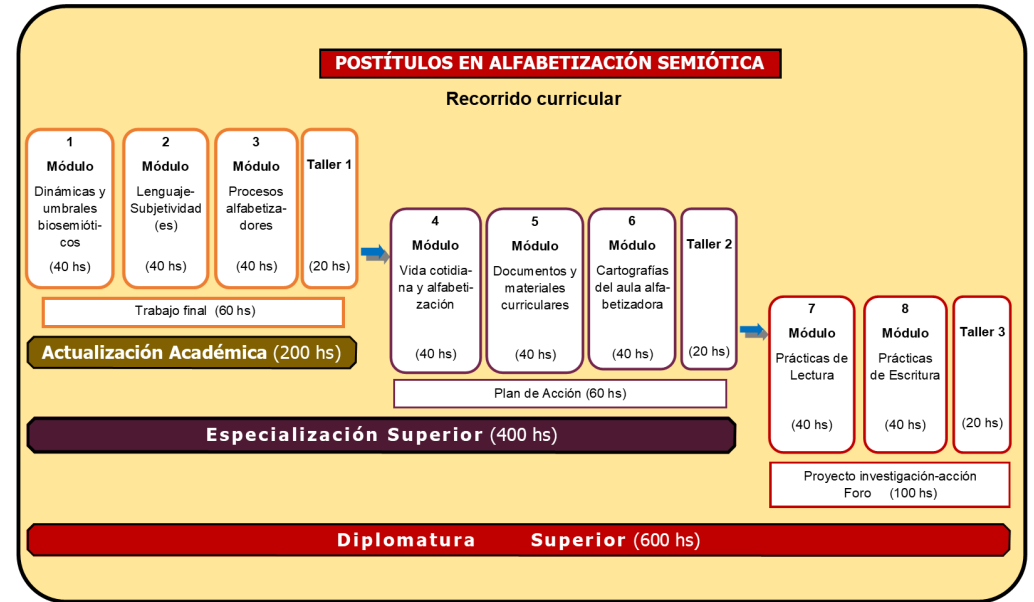 POSTÍTULOS EN ALFABETIZACIÓN SEMIÓTICA
Recorrido curricular
1
Módulo
Dinámicas y
umbrales
biosemióti-
cos
(40 hs)
2
Módulo
Lenguaje-
Subjetividad
(es)
(40 hs)
3
Módulo
Procesos
alfabetiza-
dores
(40 hs)
Taller 1
(20 hs)
Trabajo final (60 hs)
Actualización Académica (200 hs)
4
Módulo
Vida cotidia-
na y alfabeti-
zación
(40 hs)
5
Módulo
Documentos y
materiales
curriculares
(40 hs)
6
Módulo
Cartografías
del aula alfa-
betizadora
(40 hs)
Taller 2
(20 hs)
Plan de Acción (60 hs)
Especialización Superior (400 hs)
7
Módulo
Prácticas de
Lectura
(40 hs)
8
Módulo
Prácticas
de Escritura
(40 hs)
Taller 3
(20 hs)
Proyecto investigación-acción
Foro (100 hs)
Diplomatura Superior (600 hs)